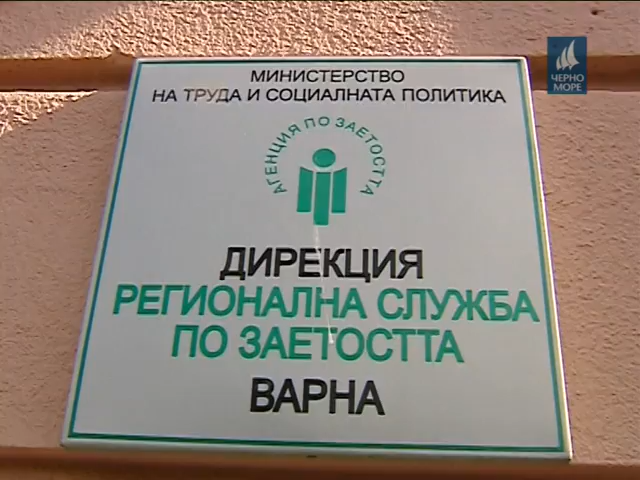 МИНИСТЕРСТВО
НА ТРУДА И СОЦИАЛНАТА ПОЛИТИКА
АГЕНЦИЯ ПО ЗАЕТОСТТА
ДИРЕКЦИЯ
РЕГИОНАЛНА СЛУЖБА
ПО ЗАЕТОСТТА
ВАРНА
ЧЕРНО
МОРЕ